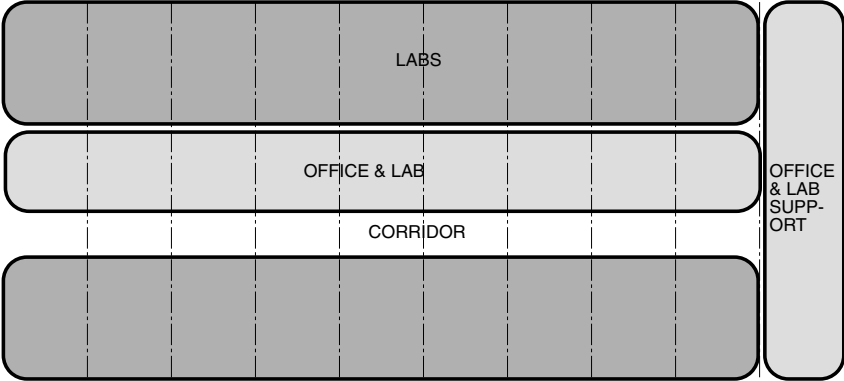 LABS
OFFICE & LAB
CORRIDOR
OFFICE
& LAB
SUPP-
ORT